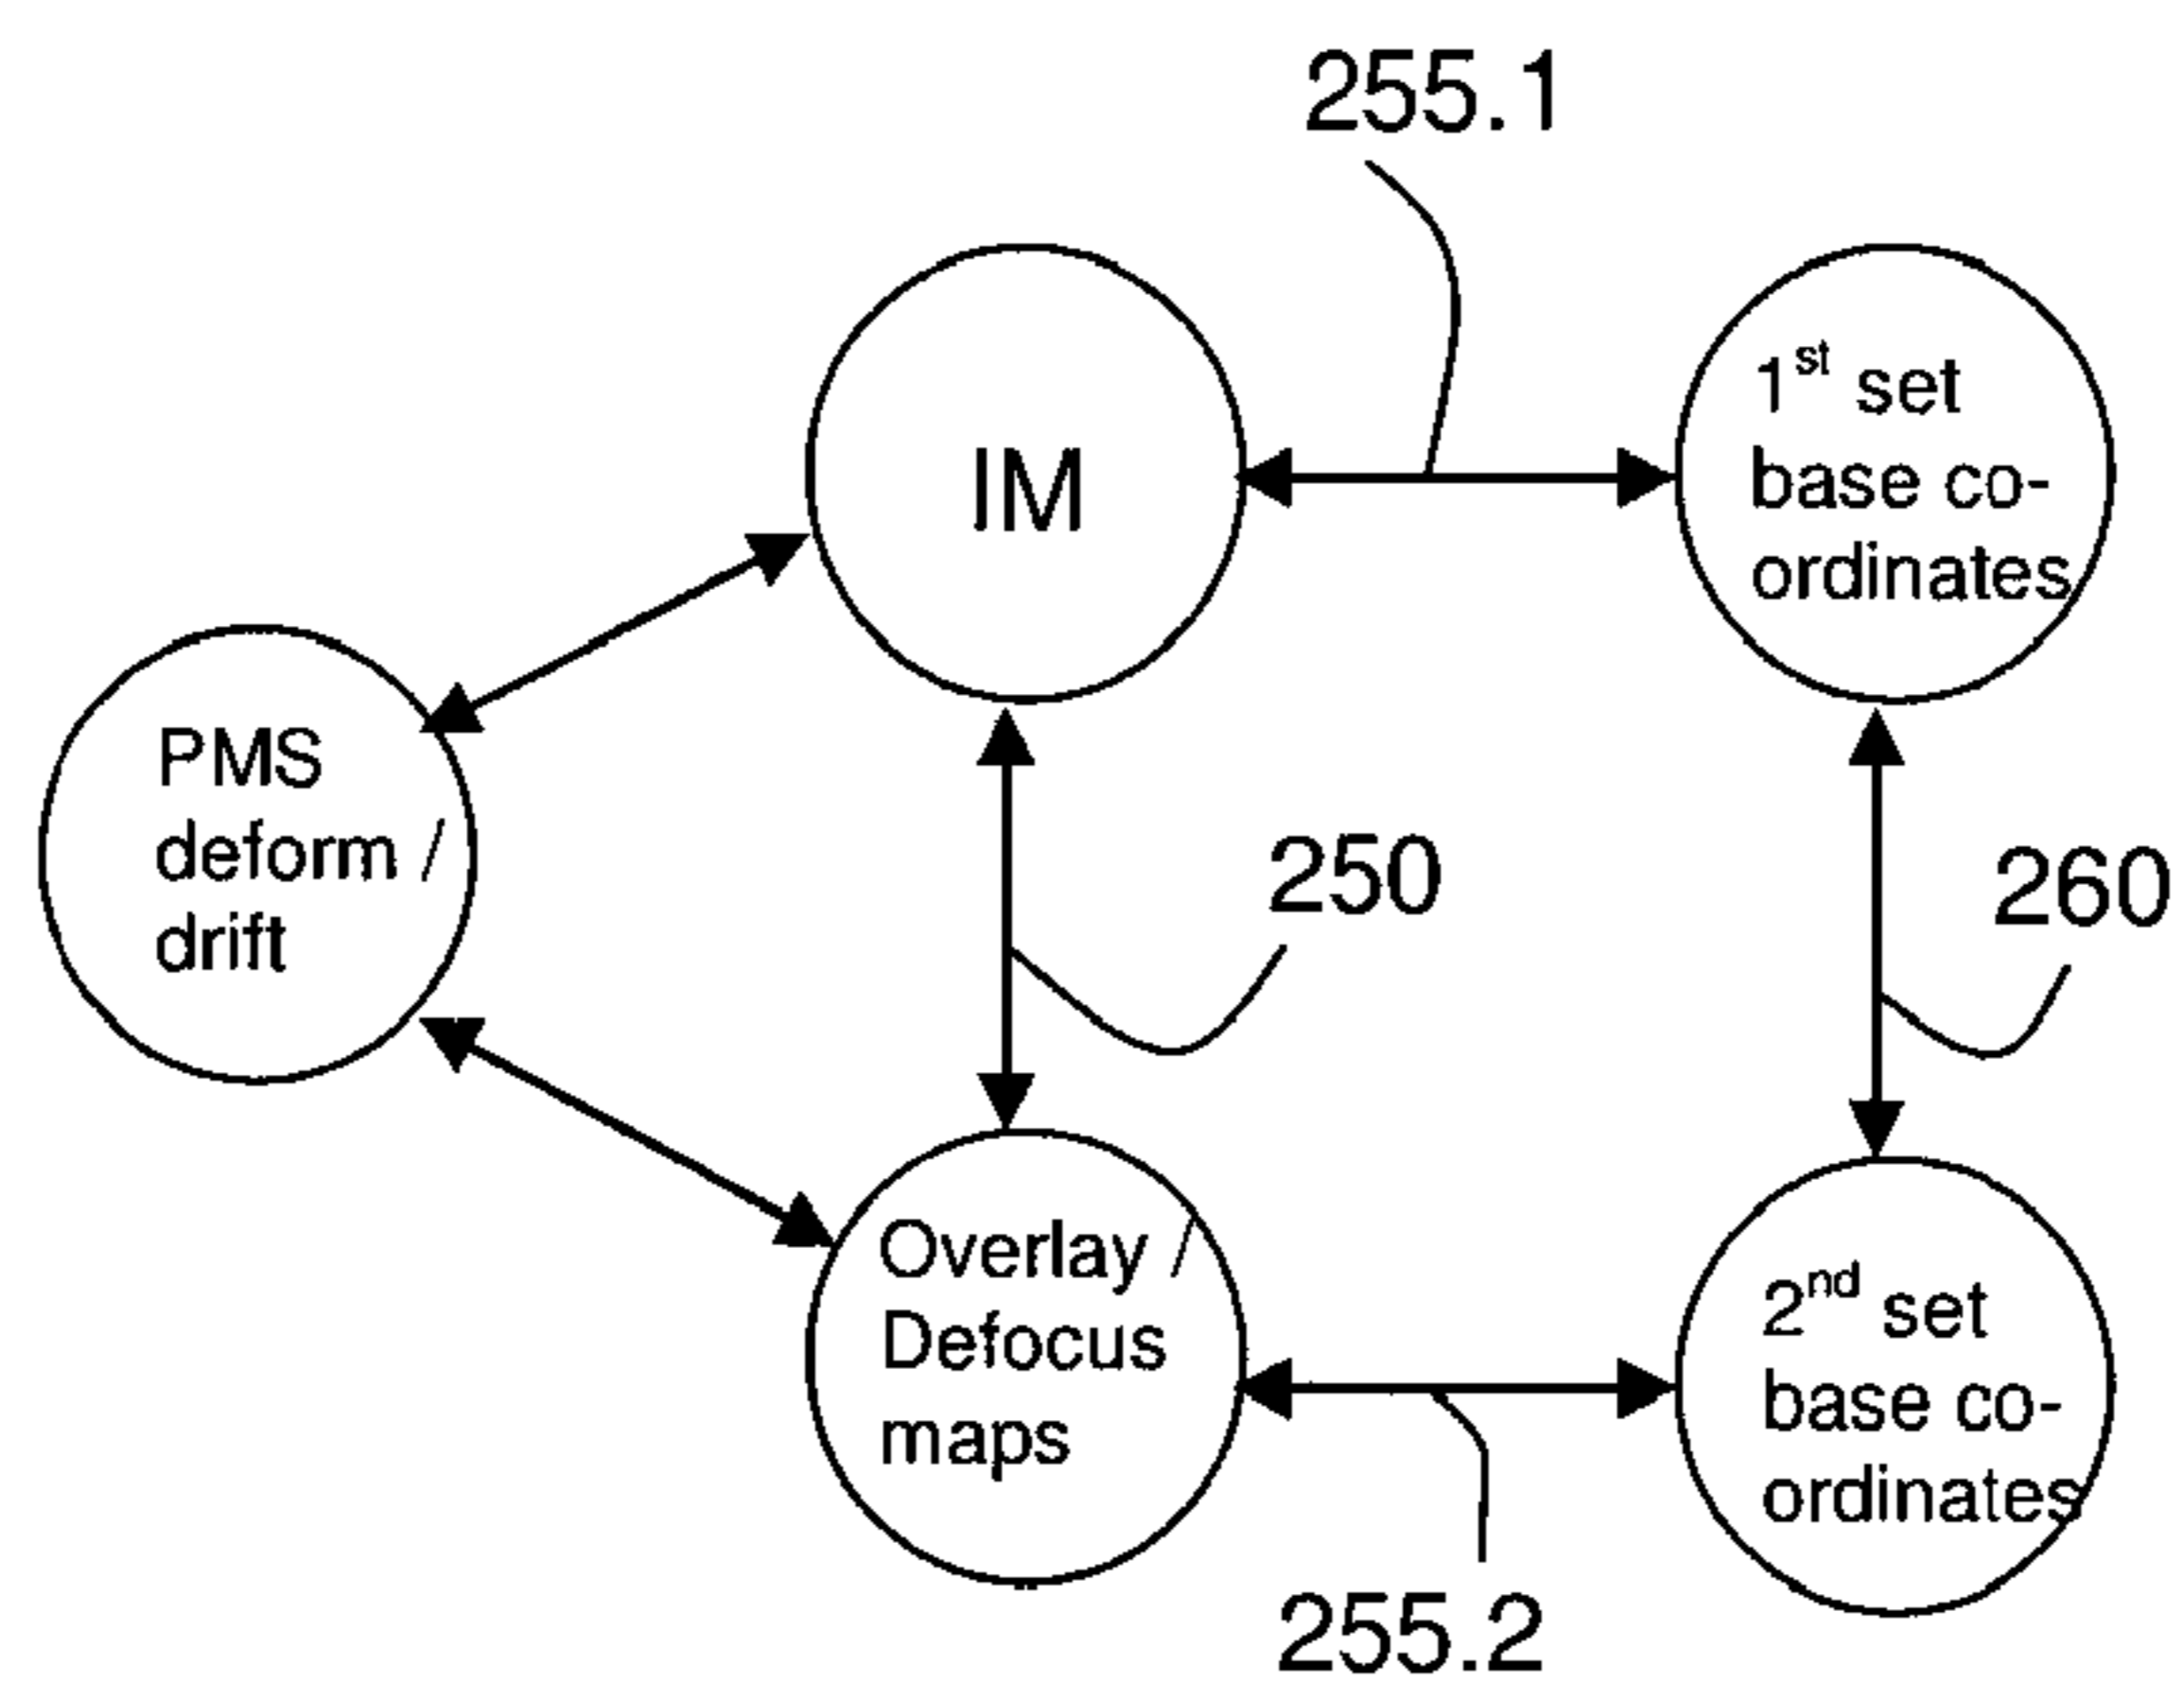 255.1
IM
1st set
base co-
ordinates
PMS
deform /
drift
250
260
Overlay /
Defocus
maps
2nd set
base co-
ordinates
255.2